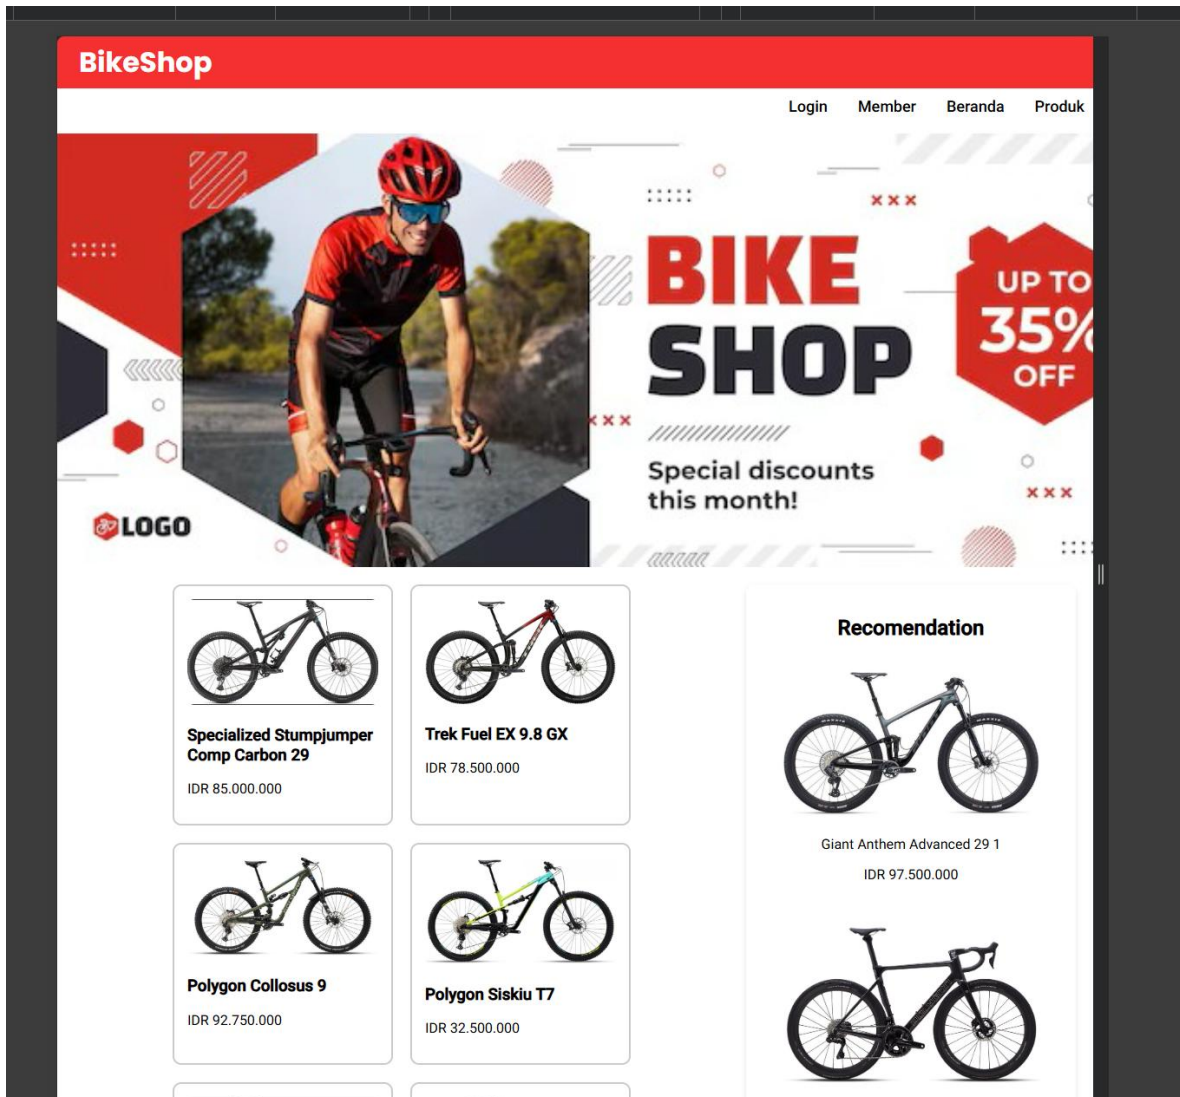 BikeShop
Login Member Beranda Produk
BIKE
SHOP
UP TO
35%
OFF
Special discounts
this month!
LOGO
Specialized Stumpjumper
Comp Carbon 29
IDR 85.000.000
Trek Fuel EX 9.8 GX
IDR 78.500.000
Polygon Collosus 9
IDR 92.750.000
Polygon Siskiu T7
IDR 32.500.000
Recomendation
Giant Anthem Advanced 29 1
IDR 97.500.000